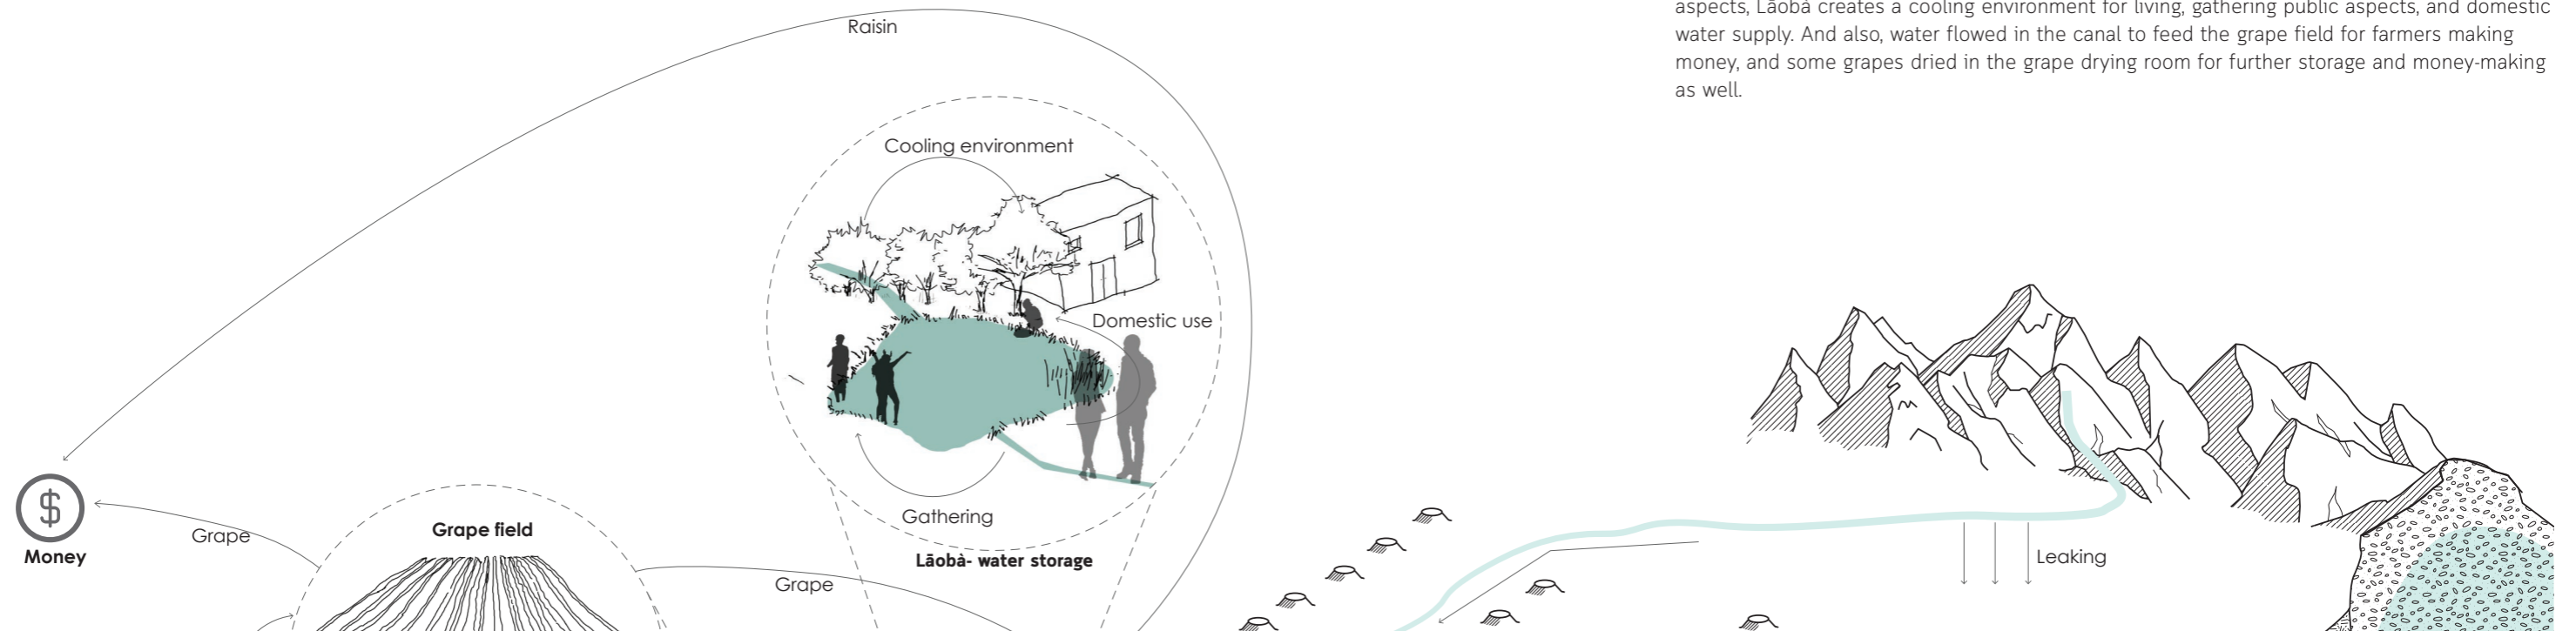 aspects, Lāobà creates a cooling environment for living, gathering public aspects, and domestic
water supply. And also, water flowed in the canal to feed the grape field for farmers making
money, and some grapes dried in the grape drying room for further storage and money-making
as well.
Raisin
Cooling environment
Domestic use
Gathering
Lāobà- water storage
$
Money
Grape
Grape field
Grape
Leaking